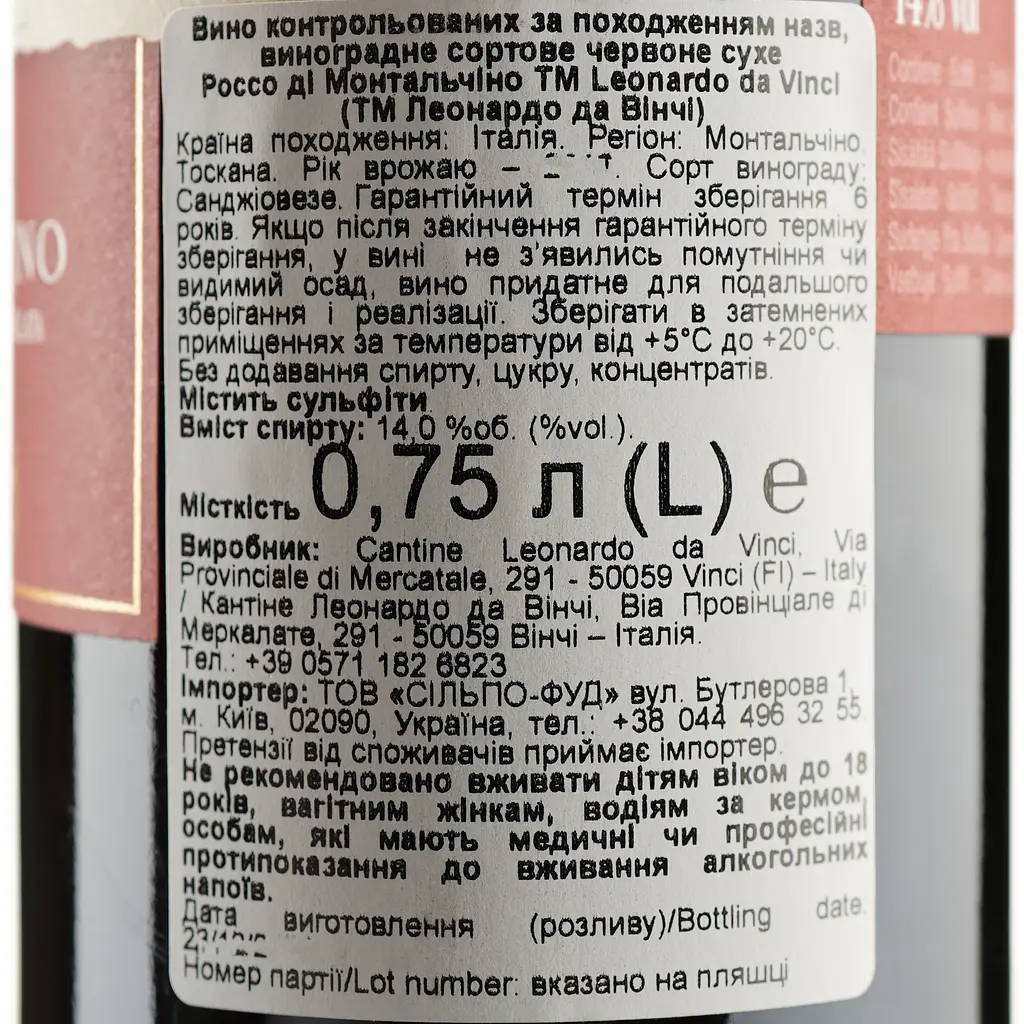 Вино контрольованих за походженням назв,
виноградне сортове червоне сухе
Россо ді Монтальчіно ТМ Leonardo da Vinci
(ТМ Леонардо да Вінчі)
Країна походження: Італія. Регіон: Монтальчіно,
Тоскана. Рік врожаю – . Сорт винограду:
Санджіовезе. Гарантійний термін зберігання 6
років. Якщо після закінчення гарантійного терміну
зберігання, у вині не з'явились помутніння чи
видимий осад, вино придатне для подальшого
зберігання і реалізації. Зберігати в затемнених
приміщеннях за температури від +5°C до +20°C.
Без додавання спирту, цукру, концентратів.
Містить сульфіти.
Вміст спирту: 14,0 %об. (%vol.).
Місткість 0,75 л (L) e
Виробник: Cantine Leonardo da Vinci, Via
Provinciale di Mercatale, 291 - 50059 Vinci (FI) – Italy
/ Кантіне Леонардо да Вінчі, Віа Провінціале ді
Меркалате, 291 - 50059 Вінчі – Італія.
Тел.: +39 0571 182 6823
Імпортер: ТОВ «СІЛЬПО-ФУД» вул. Бутлерова 1,
м. Київ, 02090, Україна, тел.: +38 044 496 32 55.
Претензії від споживачів приймає імпортер.
Не рекомендовано вживати дітям віком до 18
років, вагітним жінкам, водіям за кермом,
особам, які мають медичні чи професійні
протипоказання до вживання алкогольних
напоїв.
Дата виготовлення (розливу)/Bottling date:
Номер партії/Lot number: вказано на пляшці
NO
14% vol